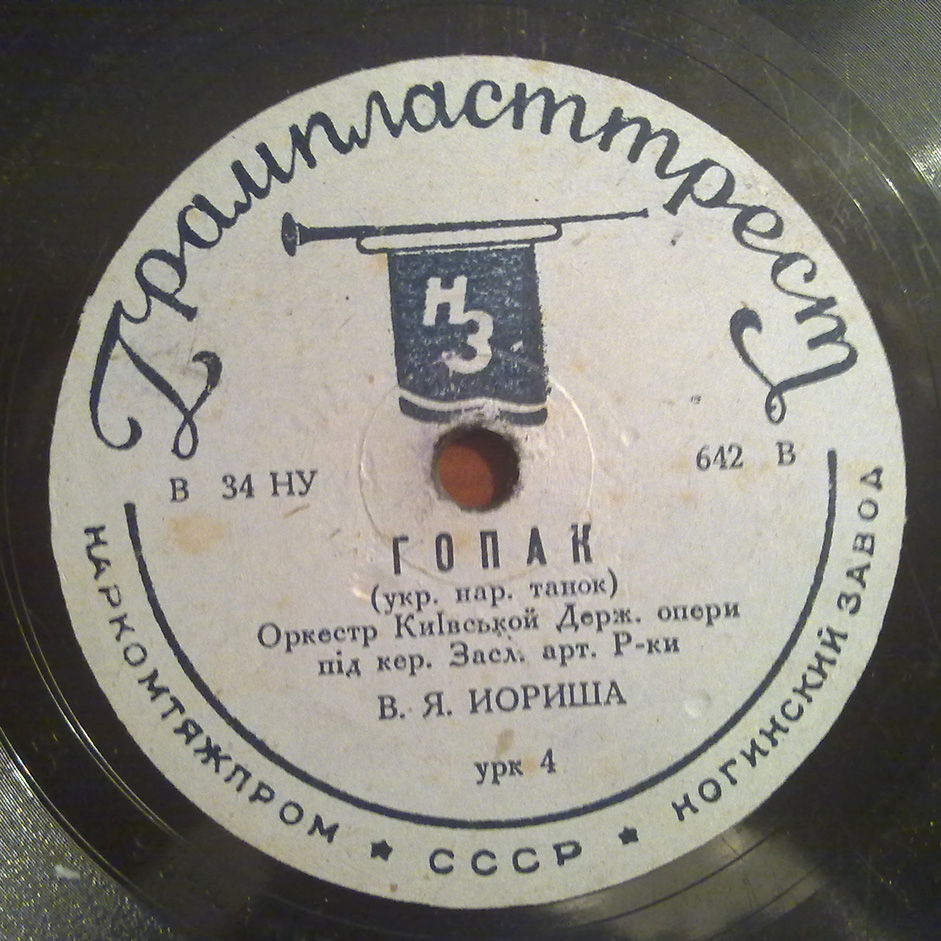 Грампласттрест
НЗ
В 34 НУ
642 В
ГОПАК
(укр. нар. танок)
Оркестр КиІвськой Держ. опери
під кер. Засл. арт. Р-ки
В. Я. ИОРИША
урк 4
НАРКОМТЯЖПРОМ ★ СССР ★ НОГИНСКИЙ ЗАВОД